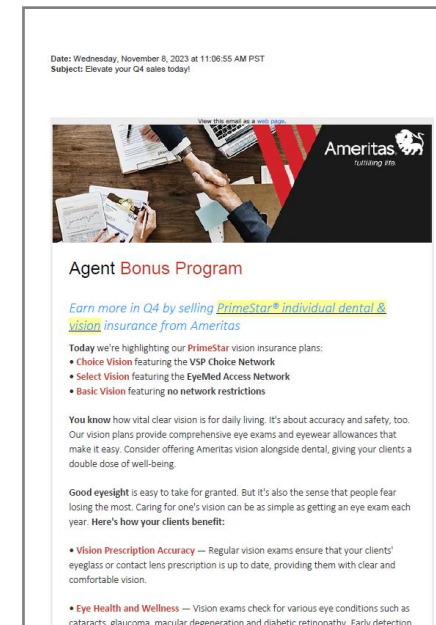 Date: Wednesday, November 8, 2023 at 11:06:55 AM PST
Subject: Elevate your Q4 sales today!
View this email as a web page.
Ameritas
fulfilling life.
Agent Bonus Program
Earn more in Q4 by selling PrimeStar® individual dental &
vision insurance from Ameritas
Today we're highlighting our PrimeStar vision insurance plans:
• Choice Vision featuring the VSP Choice Network
• Select Vision featuring the EyeMed Access Network
• Basic Vision featuring no network restrictions
You know how vital clear vision is for daily living. It's about accuracy and safety, too.
Our vision plans provide comprehensive eye exams and eyewear allowances that
make it easy. Consider offering Ameritas vision alongside dental, giving your clients a
double dose of well-being.
Good eyesight is easy to take for granted. But it's also the sense that people fear
losing the most. Caring for one's vision can be as simple as getting an eye exam each
year. Here's how your clients benefit:
• Vision Prescription Accuracy — Regular vision exams ensure that your clients'
eyeglass or contact lens prescription is up to date, providing them with clear and
comfortable vision.
• Eye Health and Wellness — Vision exams check for various eye conditions such as
cataracts, glaucoma, macular degeneration and diabetic retinopathy. Early detection